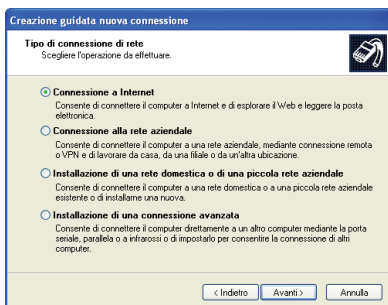 Creazione guidata nuova connessione
Tipo di connessione di rete
Scegliere l'operazione da effettuare.
Connessione a Internet
Consente di connettere il computer a Internet e di esplorare il Web e leggere la posta
elettronica.
Connessione alla rete aziendale
Consente di connettere il computer a una rete aziendale, mediante connessione remota
o VPN e di lavorare da casa, da una filiale o da un'altra ubicazione.
Installazione di una rete domestica o di una piccola rete aziendale
Consente di connettere il computer a una rete domestica o a una piccola rete aziendale
esistente o di installarne una nuova.
Installazione di una connessione avanzata
Consente di connettere il computer direttamente a un altro computer mediante la porta
seriale, parallela o a infrarossi o di impostarlo per consentire la connessione di altri
computer.
< Indietro Avanti > Annulla